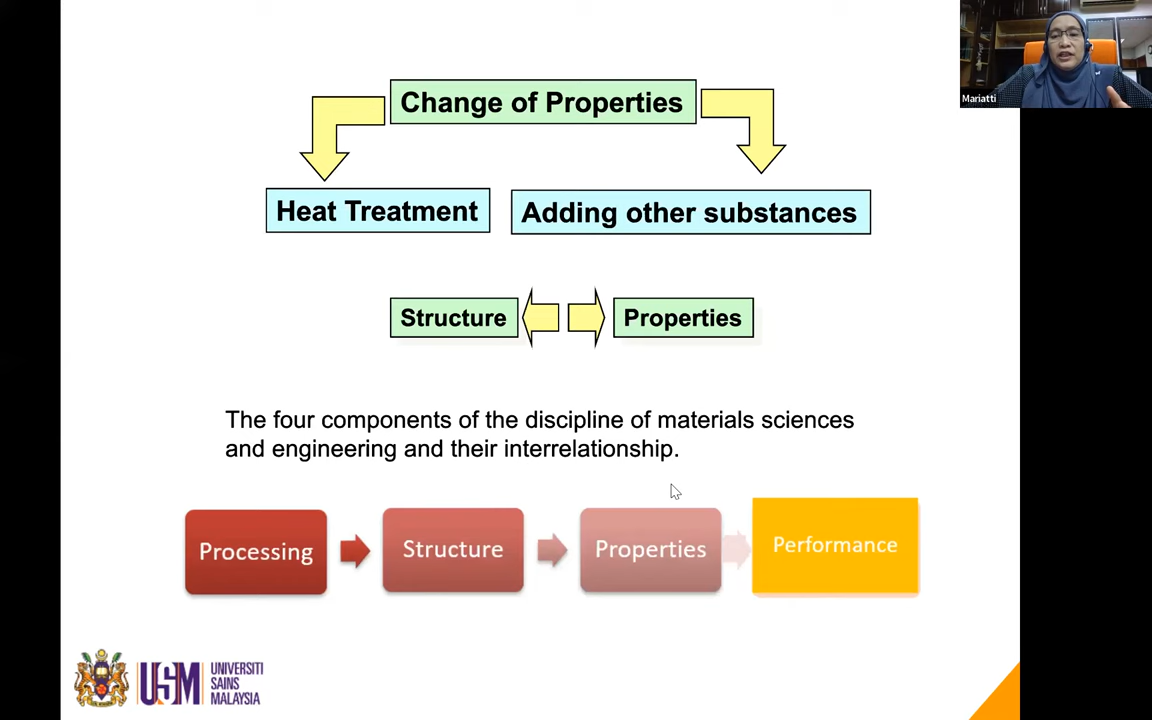 Mariatti
Change of Properties
Heat Treatment
Adding other substances
Structure
Properties
The four components of the discipline of materials sciences
and engineering and their interrelationship.
Processing
Structure
Properties
Performance
USM
UNIVERSITI
SAINS
MALAYSIA